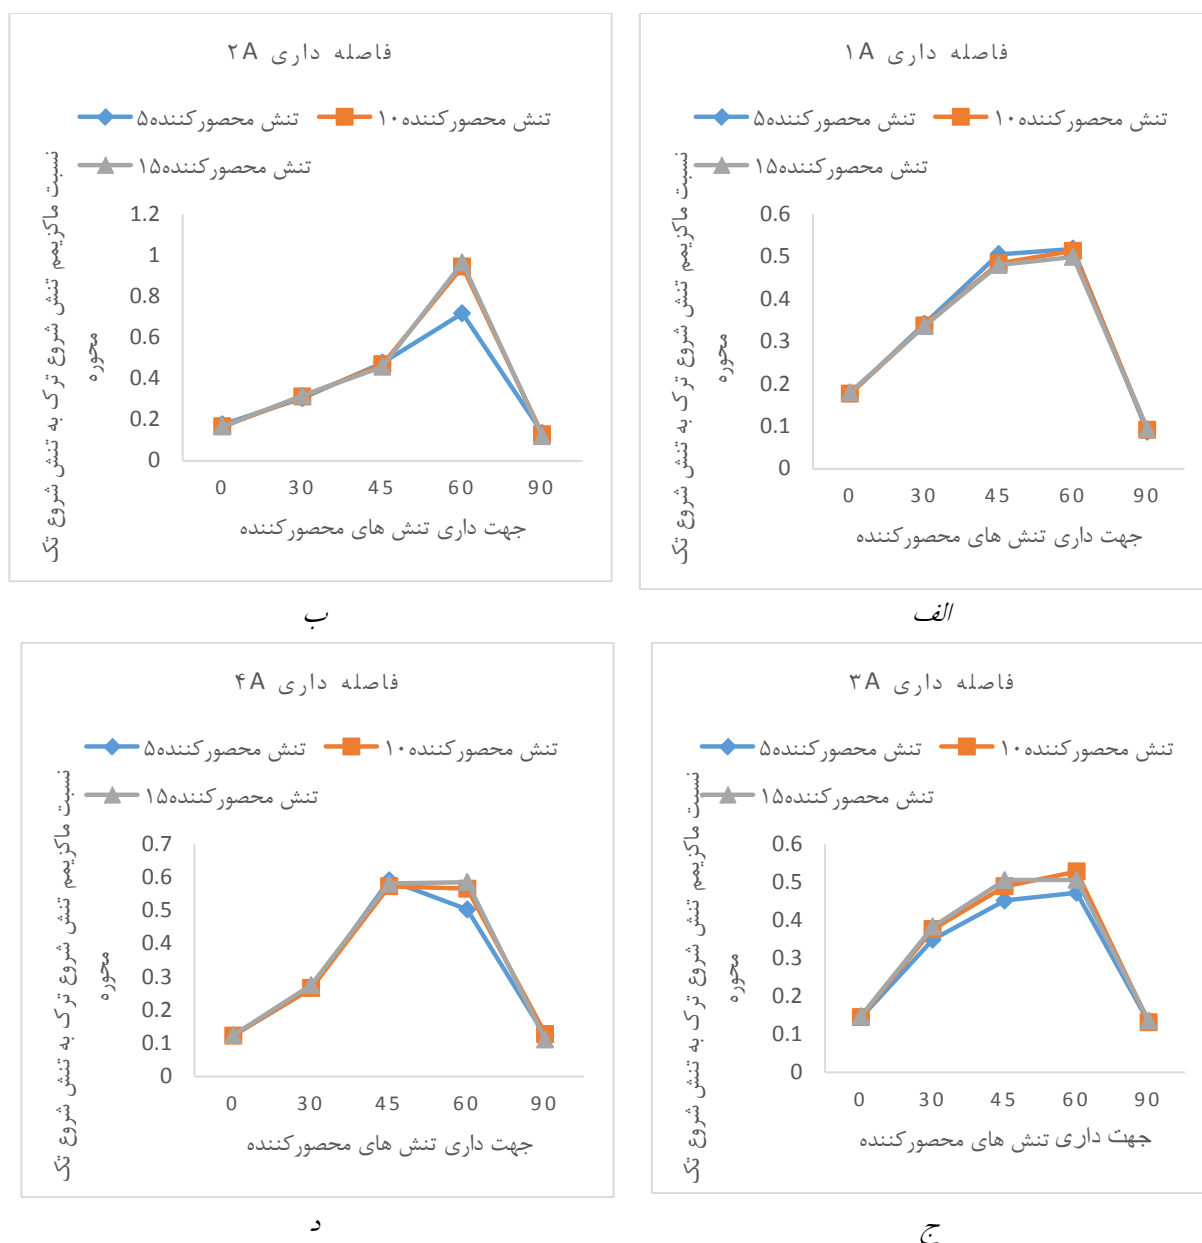 فاصله داری ۱A
تنش محصورکننده۵ تنش محصورکننده۱۰
تنش محصورکننده۱۵
نسبت ماکزیمم تنش شروع ترک به تنش شروع تک
محوره
0.6
0.5
0.4
0.3
0.2
0.1
0
0 30 45 60 90
جهت داری تنش های محصورکننده
الف
فاصله داری ۲A
تنش محصورکننده۵ تنش محصورکننده۱۰
تنش محصورکننده۱۵
نسبت ماکزیمم تنش شروع ترک به تنش شروع تک
محوره
1.2
1
0.8
0.6
0.4
0.2
0
0 30 45 60 90
جهت داری تنش های محصورکننده
ب
فاصله داری ۳A
تنش محصورکننده۵ تنش محصورکننده۱۰
تنش محصورکننده۱۵
نسبت ماکزیمم تنش شروع ترک به تنش شروع تک
محوره
0.6
0.5
0.4
0.3
0.2
0.1
0
0 30 45 60 90
جهت داری تنش های محصورکننده
ج
فاصله داری ۴A
تنش محصورکننده۵ تنش محصورکننده۱۰
تنش محصورکننده۱۵
نسبت ماکزیمم تنش شروع ترک به تنش شروع تک
محوره
0.7
0.6
0.5
0.4
0.3
0.2
0.1
0
0 30 45 60 90
جهت داری تنش های محصورکننده
د